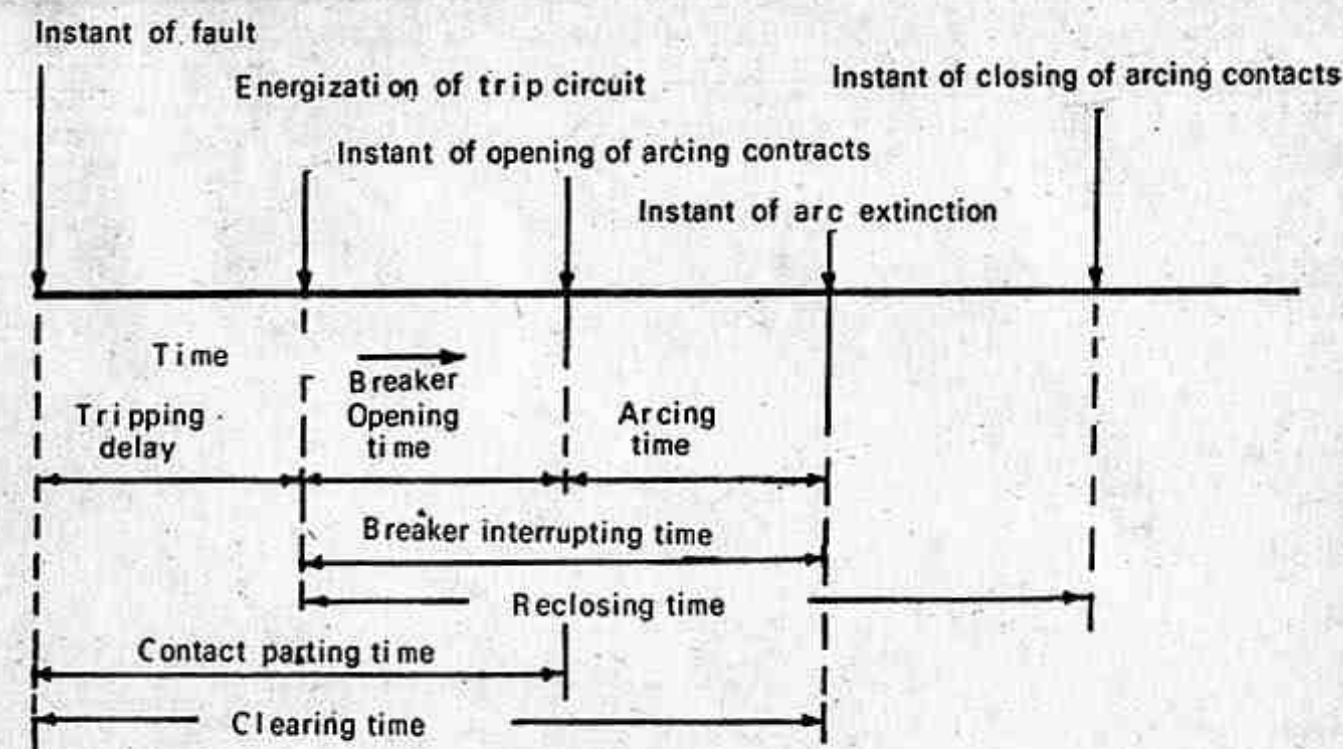 Instant of fault
Energization of trip circuit
Instant of closing of arcing contacts
Instant of opening of arcing contracts
Instant of arc extinction
Time
Tripping
delay
Breaker
Opening
time
Arcing
time
Breaker interrupting time
Reclosing time
Contact parting time
Clearing time